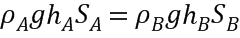 ρ_A g h_A S_A = ρ_B g h_B S_B